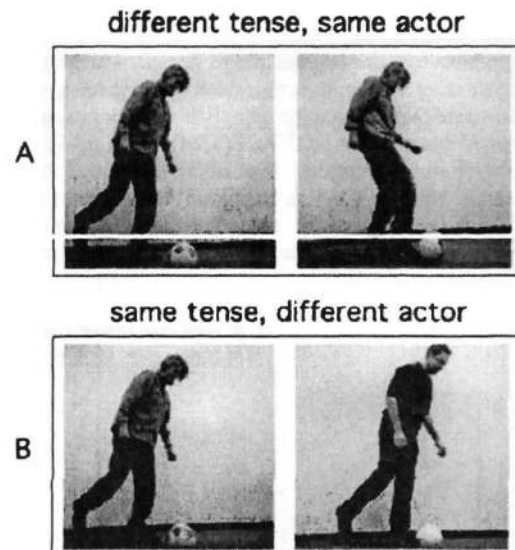 different tense, same actor
A
same tense, different actor
B